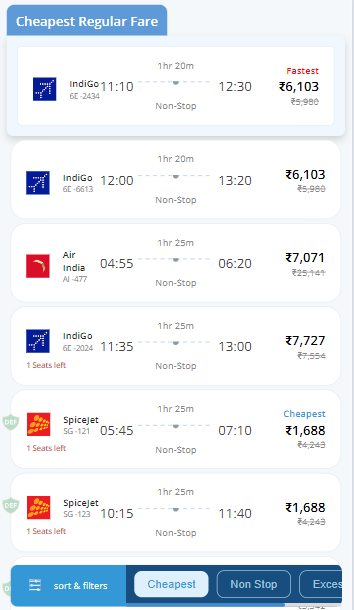 Cheapest Regular Fare
1hr 20m Fastest
IndiGo 11:10 12:30 ₹6,103
6E -2434 ₹5,980
Non-Stop
1hr 20m
IndiGo 12:00 13:20 ₹6,103
6E -6613 ₹5,980
Non-Stop
1hr 25m
Air India 04:55 06:20 ₹7,071
AI -477 ₹25,141
Non-Stop
1hr 25m
IndiGo 11:35 13:00 ₹7,727
6E -2024 ₹7,554
1 Seats left Non-Stop
1hr 25m Cheapest
DEF SpiceJet 05:45 07:10 ₹1,688
SG -121 ₹4,243
1 Seats left Non-Stop
1hr 25m
DEF SpiceJet 10:15 11:40 ₹1,688
SG -123 ₹4,243
1 Seats left Non-Stop
sort & filters Cheapest Non Stop Exces